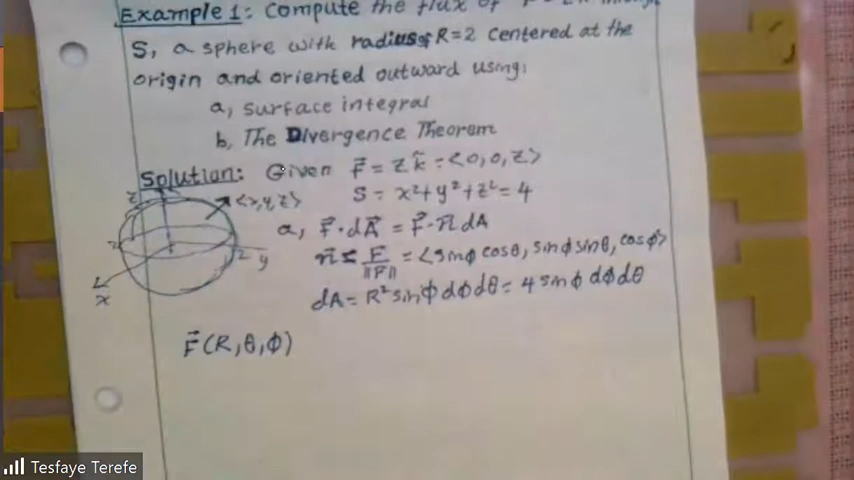 Example 1: Compute the flux of
S, a sphere with radius R=2 centered at the
origin and oriented outward using:
a, surface integral
b, The Divergence Theorem
Solution: Given F⃗ = z k̂ = <0,0,z>
S = x²+y²+z² = 4
z <x,y,z>
a, F⃗·dA⃗ = F⃗·n⃗ dA
n⃗ = F/||F|| = <sinφ cosθ, sinφ sinθ, cosφ>
2 2 y
x
dA = R² sinφ dφ dθ = 4 sinφ dφ dθ
F⃗(R,θ,φ)
Tesfaye Terefe